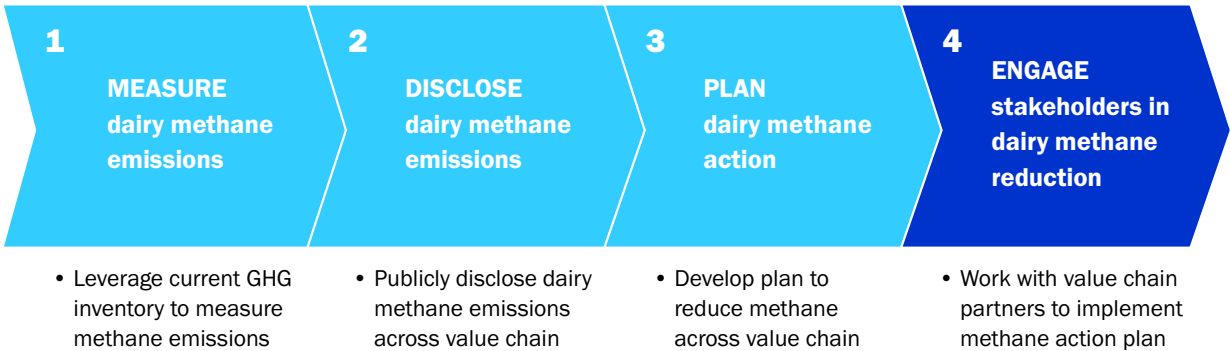 1
MEASURE
dairy methane
emissions
2
DISCLOSE
dairy methane
emissions
3
PLAN
dairy methane
action
4
ENGAGE
stakeholders in
dairy methane
reduction
• Leverage current GHG
inventory to measure
methane emissions
• Publicly disclose dairy
methane emissions
across value chain
• Develop plan to
reduce methane
across value chain
• Work with value chain
partners to implement
methane action plan